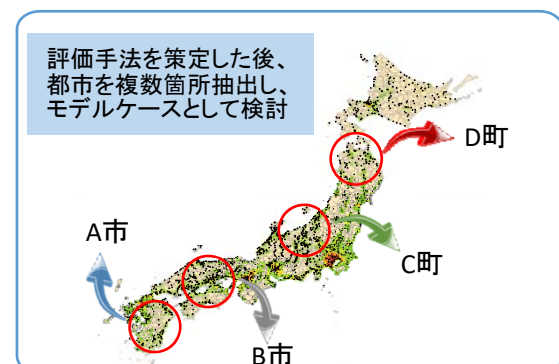 評価手法を策定した後、
都市を複数箇所抽出し、
モデルケースとして検討
D町
A市
C町
B市